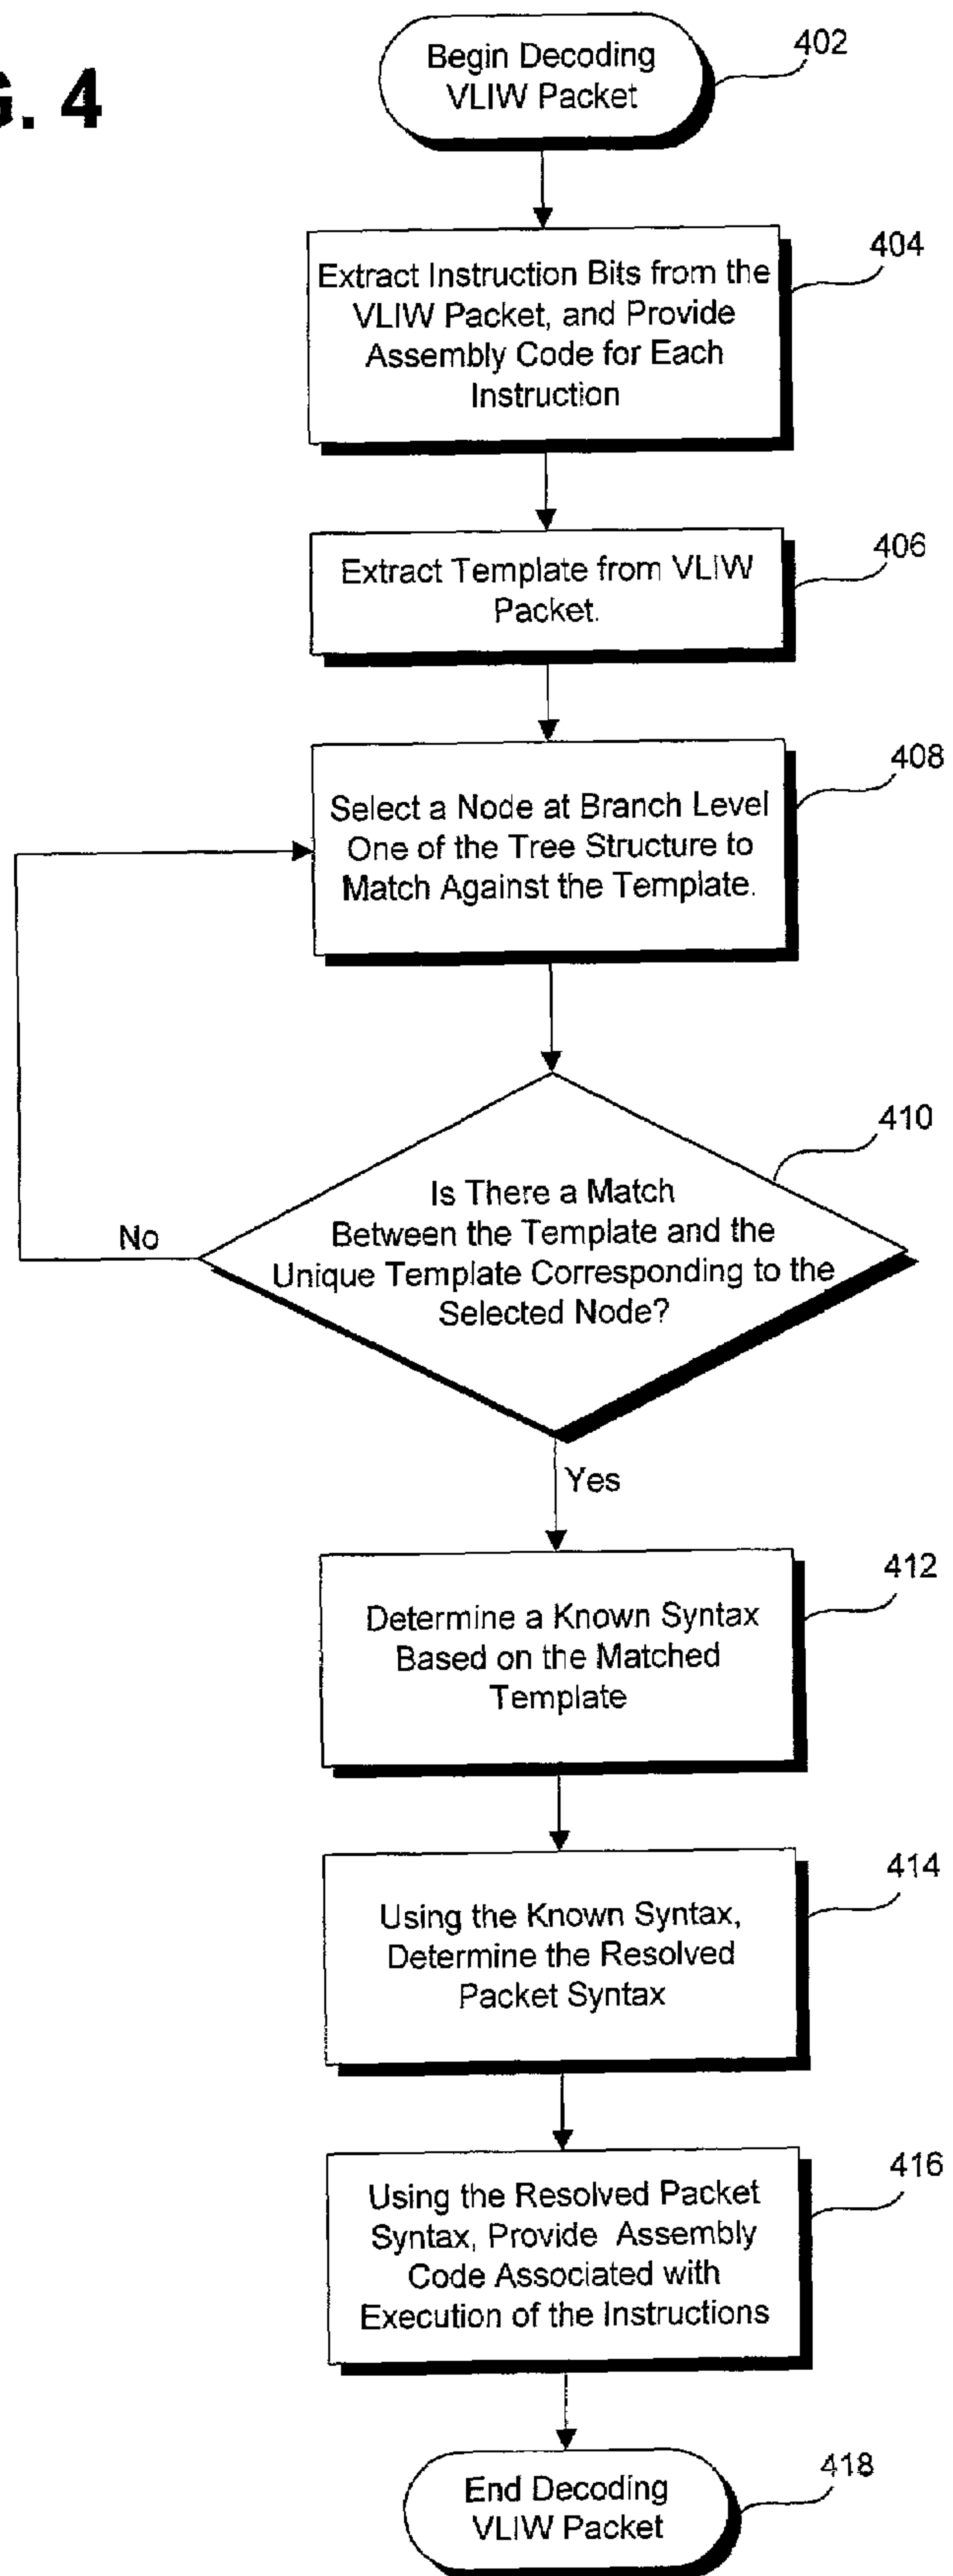 G. 4
Begin Decoding
VLIW Packet
402
Extract Instruction Bits from the
VLIW Packet, and Provide
Assembly Code for Each
Instruction
404
Extract Template from VLIW
Packet.
406
Select a Node at Branch Level
One of the Tree Structure to
Match Against the Template.
408
Is There a Match
Between the Template and the
Unique Template Corresponding to the
Selected Node?
410
No
Yes
Determine a Known Syntax
Based on the Matched
Template
412
Using the Known Syntax,
Determine the Resolved
Packet Syntax
414
Using the Resolved Packet
Syntax, Provide Assembly
Code Associated with
Execution of the Instructions
416
End Decoding
VLIW Packet
418